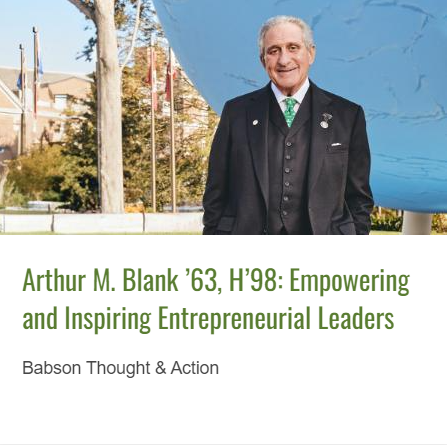 Arthur M. Blank ’63, H’98: Empowering
and Inspiring Entrepreneurial Leaders
Babson Thought & Action